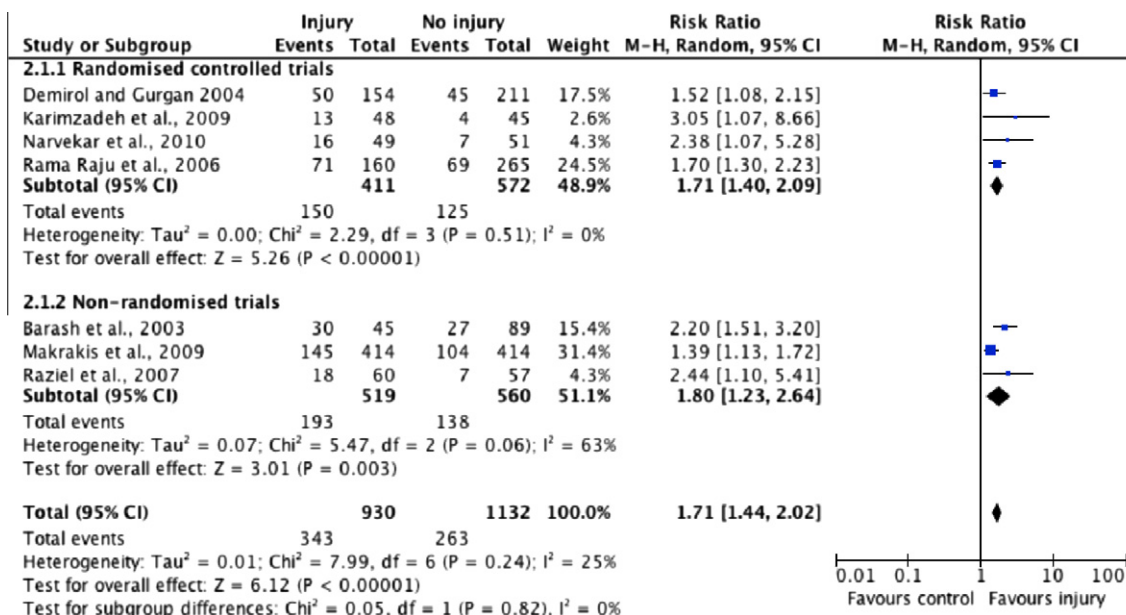 Injury No injury Risk Ratio Risk Ratio
Study or Subgroup Events Total Events Total Weight M-H, Random, 95% CI M-H, Random, 95% CI
2.1.1 Randomised controlled trials
Demirol and Gurgan 2004 50 154 45 211 17.5% 1.52 [1.08, 2.15]
Karimzadeh et al., 2009 13 48 4 45 2.6% 3.05 [1.07, 8.66]
Narvekar et al., 2010 16 49 7 51 4.3% 2.38 [1.07, 5.28]
Rama Raju et al., 2006 71 160 69 265 24.5% 1.70 [1.30, 2.23]
Subtotal (95% CI) 411 572 48.9% 1.71 [1.40, 2.09]
Total events 150 125
Heterogeneity: Tau² = 0.00; Chi² = 2.29, df = 3 (P = 0.51); I² = 0%
Test for overall effect: Z = 5.26 (P < 0.00001)
2.1.2 Non-randomised trials
Barash et al., 2003 30 45 27 89 15.4% 2.20 [1.51, 3.20]
Makrakis et al., 2009 145 414 104 414 31.4% 1.39 [1.13, 1.72]
Raziel et al., 2007 18 60 7 57 4.3% 2.44 [1.10, 5.41]
Subtotal (95% CI) 519 560 51.1% 1.80 [1.23, 2.64]
Total events 193 138
Heterogeneity: Tau² = 0.07; Chi² = 5.47, df = 2 (P = 0.06); I² = 63%
Test for overall effect: Z = 3.01 (P = 0.003)
Total (95% CI) 930 1132 100.0% 1.71 [1.44, 2.02]
Total events 343 263
Heterogeneity: Tau² = 0.01; Chi² = 7.99, df = 6 (P = 0.24); I² = 25%
Test for overall effect: Z = 6.12 (P < 0.00001)
Test for subgroup differences: Chi² = 0.05, df = 1 (P = 0.82), I² = 0%
0.01 0.1 1 10 100
Favours control Favours injury